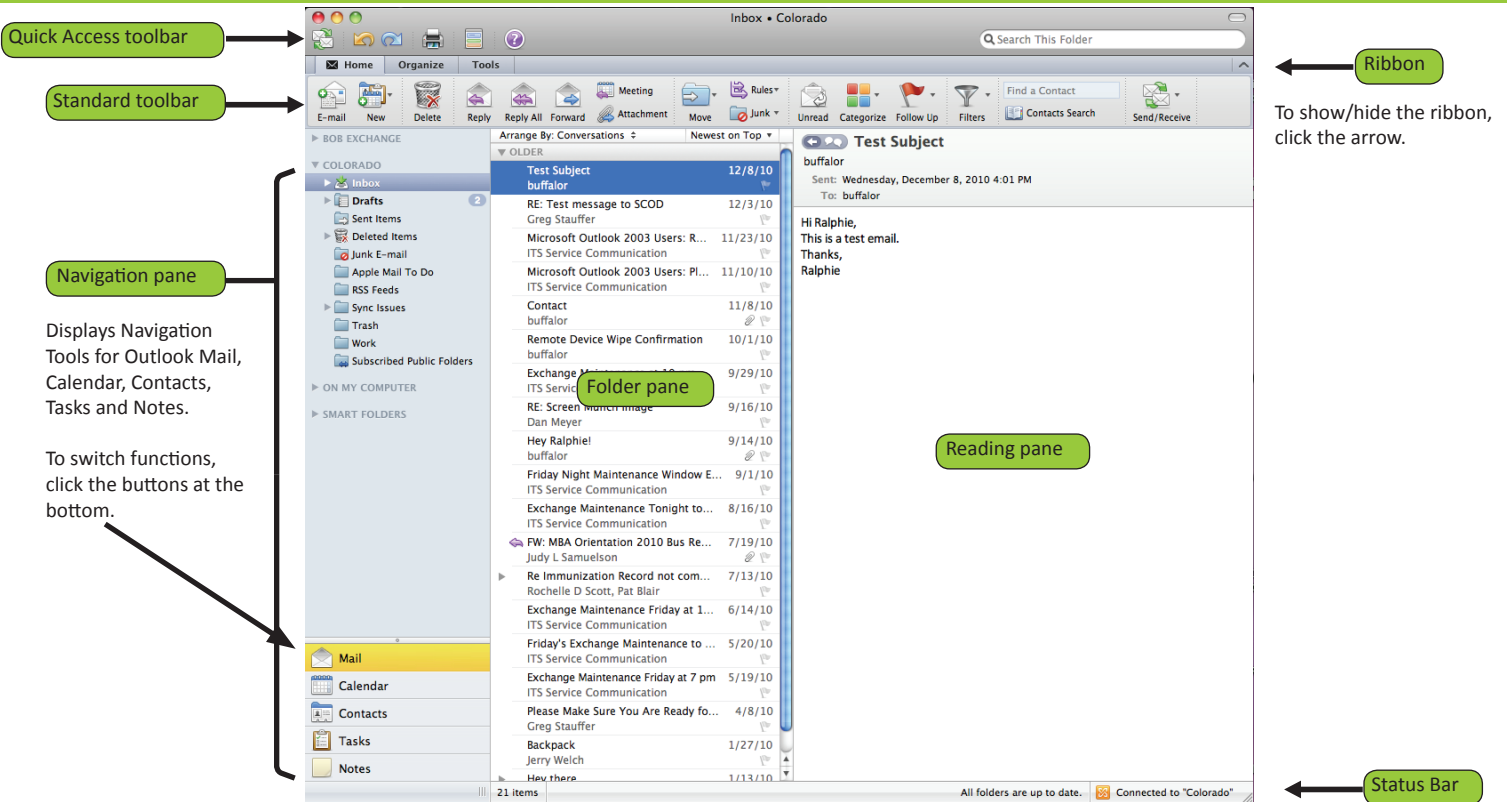 Inbox • Colorado
Quick Access toolbar
Search This Folder
Home Organize Tools
Ribbon
To show/hide the ribbon,
click the arrow.
Standard toolbar
E-mail New Delete Reply Reply All Forward Meeting Attachment Move Rules Junk Unread Categorize Follow Up Filters Find a Contact Contacts Search Send/Receive
Navigation pane
Displays Navigation
Tools for Outlook Mail,
Calendar, Contacts,
Tasks and Notes.
To switch functions,
click the buttons at the
bottom.
BOB EXCHANGE
COLORADO
Inbox
Drafts 2
Sent Items
Deleted Items
Junk E-mail
Apple Mail To Do
RSS Feeds
Sync Issues
Trash
Work
Subscribed Public Folders
ON MY COMPUTER
SMART FOLDERS
Mail
Calendar
Contacts
Tasks
Notes
Arrange By: Conversations Newest on Top
OLDER
Test Subject 12/8/10
buffalor
RE: Test message to SCOD 12/3/10
Greg Stauffer
Microsoft Outlook 2003 Users: R... 11/23/10
ITS Service Communication
Microsoft Outlook 2003 Users: Pl... 11/10/10
ITS Service Communication
Contact 11/8/10
buffalor
Remote Device Wipe Confirmation 10/1/10
buffalor
Exchange 9/29/10
ITS
Folder pane
RE: Screen Munch Image 9/16/10
Dan Meyer
Hey Ralphie! 9/14/10
buffalor
Friday Night Maintenance Window E... 9/1/10
ITS Service Communication
Exchange Maintenance Tonight to... 8/16/10
ITS Service Communication
FW: MBA Orientation 2010 Bus Re... 7/19/10
Judy L Samuelson
Re Immunization Record not com... 7/13/10
Rochelle D Scott, Pat Blair
Exchange Maintenance Friday at 1... 6/14/10
ITS Service Communication
Friday's Exchange Maintenance to ... 5/20/10
ITS Service Communication
Exchange Maintenance Friday at 7 pm 5/19/10
ITS Service Communication
Please Make Sure You Are Ready fo... 4/8/10
Greg Stauffer
Backpack 1/27/10
Jerry Welch
Hey there 1/13/10
Test Subject
buffalor
Sent: Wednesday, December 8, 2010 4:01 PM
To: buffalor
Hi Ralphie,
This is a test email.
Thanks,
Ralphie
Reading pane
21 items
All folders are up to date. Connected to "Colorado"
Status Bar